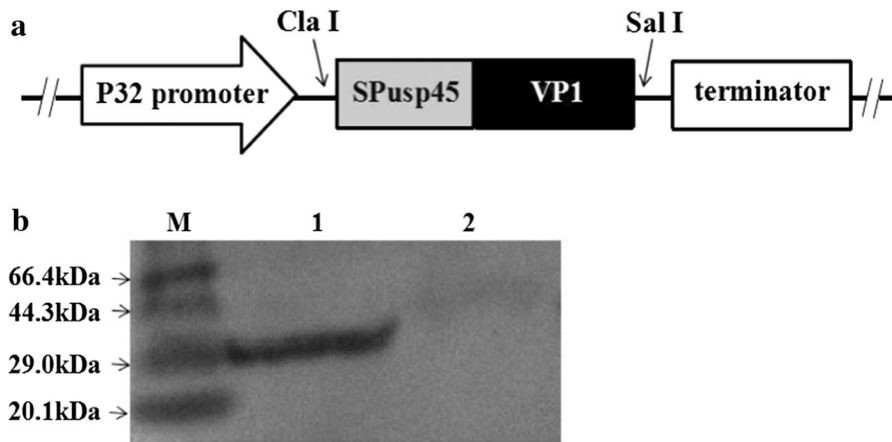 a
Cla I
Sal I
P32 promoter
SPusp45
VP1
terminator
b
M
1
2
66.4kDa
44.3kDa
29.0kDa
20.1kDa